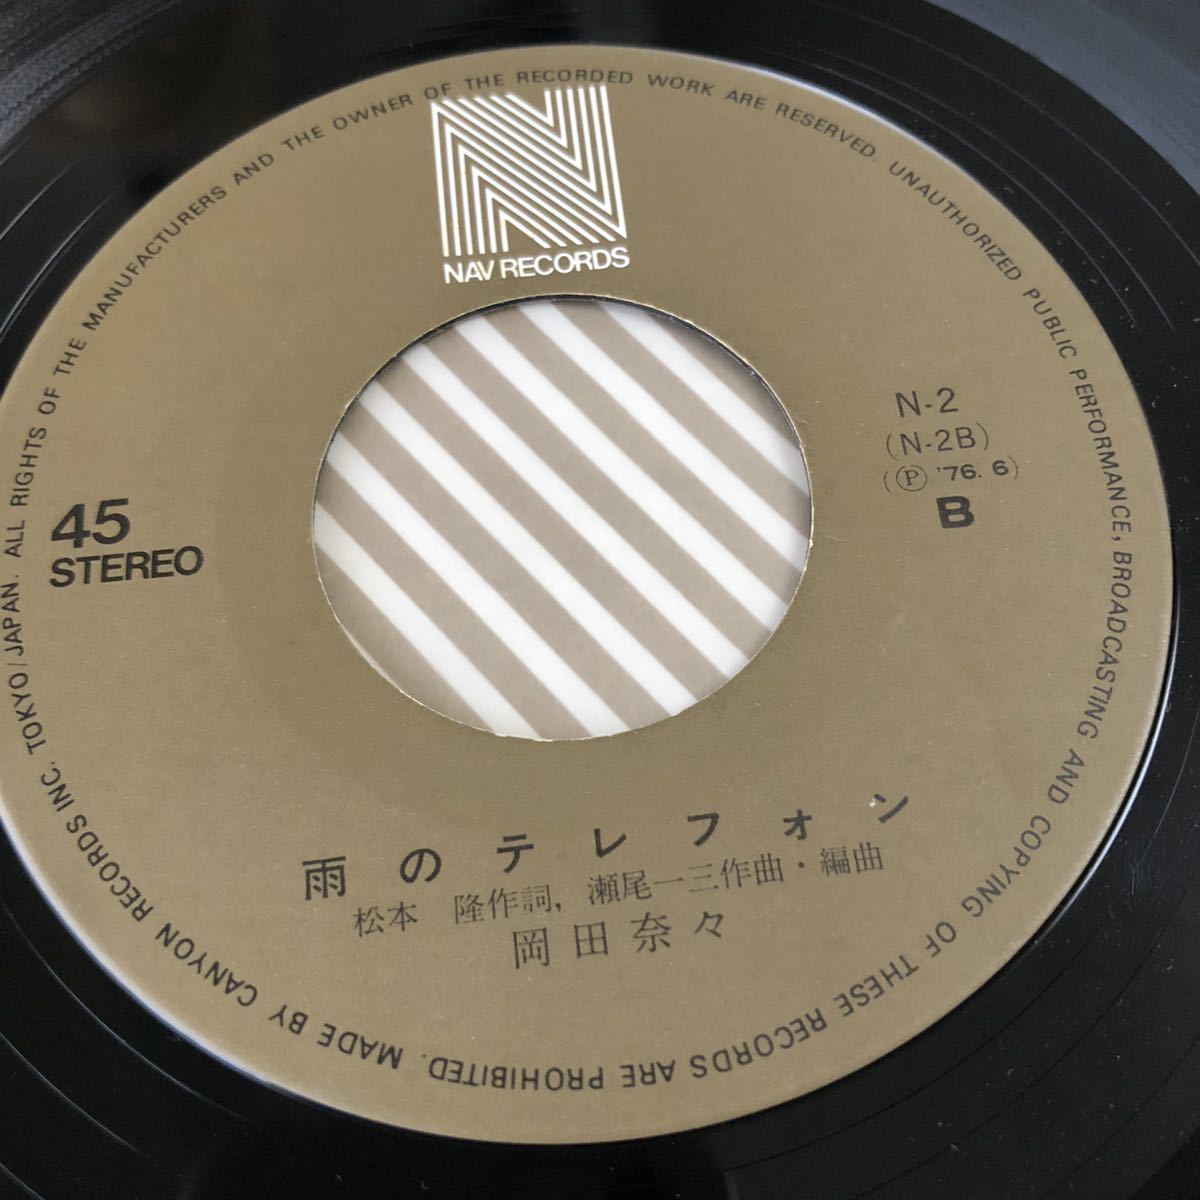 NAV RECORDS
N-2
(N-2B)
(Ⓟ '76. 6)
B
45
STEREO
雨のテレフォン
松本 隆作詞, 瀬尾一三作曲・編曲
岡田奈々
MADE BY CANYON RECORDS INC. TOKYO/JAPAN. ALL RIGHTS OF THE MANUFACTURERS AND THE OWNER OF THE RECORDED WORK ARE RESERVED. UNAUTHORIZED PUBLIC PERFORMANCE, BROADCASTING AND COPYING OF THESE RECORDS ARE PROHIBITED.